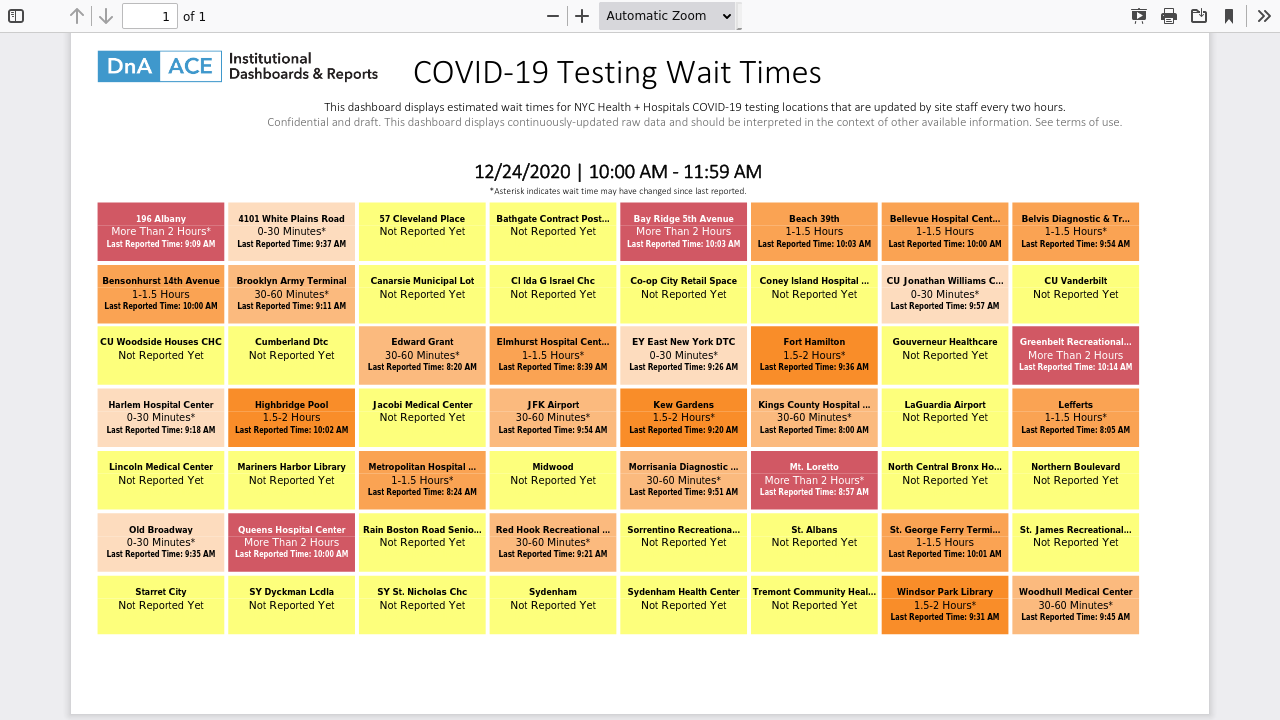 1 of 1
Automatic Zoom
DnA ACE Institutional
Dashboards & Reports
COVID-19 Testing Wait Times
This dashboard displays estimated wait times for NYC Health + Hospitals COVID-19 testing locations that are updated by site staff every two hours.
Confidential and draft. This dashboard displays continuously-updated raw data and should be interpreted in the context of other available information. See terms of use.
12/24/2020 | 10:00 AM - 11:59 AM
*Asterisk indicates wait time may have changed since last reported.
196 Albany
More Than 2 Hours*
Last Reported Time: 9:09 AM
4101 White Plains Road
0-30 Minutes*
Last Reported Time: 9:37 AM
57 Cleveland Place
Not Reported Yet
Bathgate Contract Post...
Not Reported Yet
Bay Ridge 5th Avenue
More Than 2 Hours
Last Reported Time: 10:03 AM
Beach 39th
1-1.5 Hours
Last Reported Time: 10:03 AM
Bellevue Hospital Cent...
1-1.5 Hours
Last Reported Time: 10:00 AM
Belvis Diagnostic & Tr...
1-1.5 Hours*
Last Reported Time: 9:54 AM
Bensonhurst 14th Avenue
1-1.5 Hours
Last Reported Time: 10:00 AM
Brooklyn Army Terminal
30-60 Minutes*
Last Reported Time: 9:11 AM
Canarsie Municipal Lot
Not Reported Yet
CI Ida G Israel Chc
Not Reported Yet
Co-op City Retail Space
Not Reported Yet
Coney Island Hospital ...
Not Reported Yet
CU Jonathan Williams C...
0-30 Minutes*
Last Reported Time: 9:57 AM
CU Vanderbilt
Not Reported Yet
CU Woodside Houses CHC
Not Reported Yet
Cumberland Dtc
Not Reported Yet
Edward Grant
30-60 Minutes*
Last Reported Time: 8:20 AM
Elmhurst Hospital Cent...
1-1.5 Hours*
Last Reported Time: 8:39 AM
EY East New York DTC
0-30 Minutes*
Last Reported Time: 9:26 AM
Fort Hamilton
1.5-2 Hours*
Last Reported Time: 9:36 AM
Gouverneur Healthcare
Not Reported Yet
Greenbelt Recreational...
More Than 2 Hours
Last Reported Time: 10:14 AM
Harlem Hospital Center
0-30 Minutes*
Last Reported Time: 9:18 AM
Highbridge Pool
1.5-2 Hours
Last Reported Time: 10:02 AM
Jacobi Medical Center
Not Reported Yet
JFK Airport
30-60 Minutes*
Last Reported Time: 9:54 AM
Kew Gardens
1.5-2 Hours*
Last Reported Time: 9:20 AM
Kings County Hospital ...
30-60 Minutes*
Last Reported Time: 8:00 AM
LaGuardia Airport
Not Reported Yet
Lefferts
1-1.5 Hours*
Last Reported Time: 8:05 AM
Lincoln Medical Center
Not Reported Yet
Mariners Harbor Library
Not Reported Yet
Metropolitan Hospital ...
1-1.5 Hours*
Last Reported Time: 8:24 AM
Midwood
Not Reported Yet
Morrisania Diagnostic ...
30-60 Minutes*
Last Reported Time: 9:51 AM
Mt. Loretto
More Than 2 Hours*
Last Reported Time: 8:57 AM
North Central Bronx Ho...
Not Reported Yet
Northern Boulevard
Not Reported Yet
Old Broadway
0-30 Minutes*
Last Reported Time: 9:35 AM
Queens Hospital Center
More Than 2 Hours
Last Reported Time: 10:00 AM
Rain Boston Road Senio...
Not Reported Yet
Red Hook Recreational ...
30-60 Minutes*
Last Reported Time: 9:21 AM
Sorrentino Recreationa...
Not Reported Yet
St. Albans
Not Reported Yet
St. George Ferry Termi...
1-1.5 Hours
Last Reported Time: 10:01 AM
St. James Recreational...
Not Reported Yet
Starret City
Not Reported Yet
SY Dyckman Lcdla
Not Reported Yet
SY St. Nicholas Chc
Not Reported Yet
Sydenham
Not Reported Yet
Sydenham Health Center
Not Reported Yet
Tremont Community Heal...
Not Reported Yet
Windsor Park Library
1.5-2 Hours*
Last Reported Time: 9:31 AM
Woodhull Medical Center
30-60 Minutes*
Last Reported Time: 9:45 AM